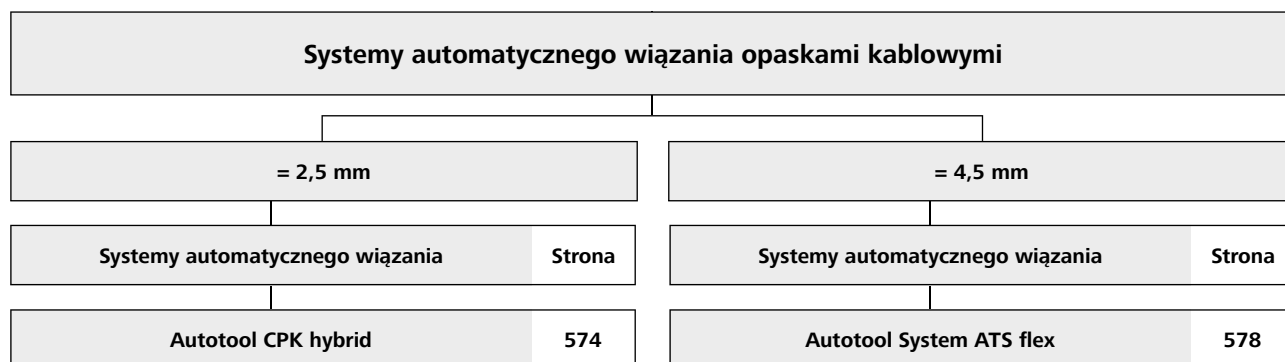 Systemy automatycznego wiązania opaskami kablowymi
= 2,5 mm
= 4,5 mm
Systemy automatycznego wiązania Strona
Systemy automatycznego wiązania Strona
Autotool CPK hybrid 574
Autotool System ATS flex 578